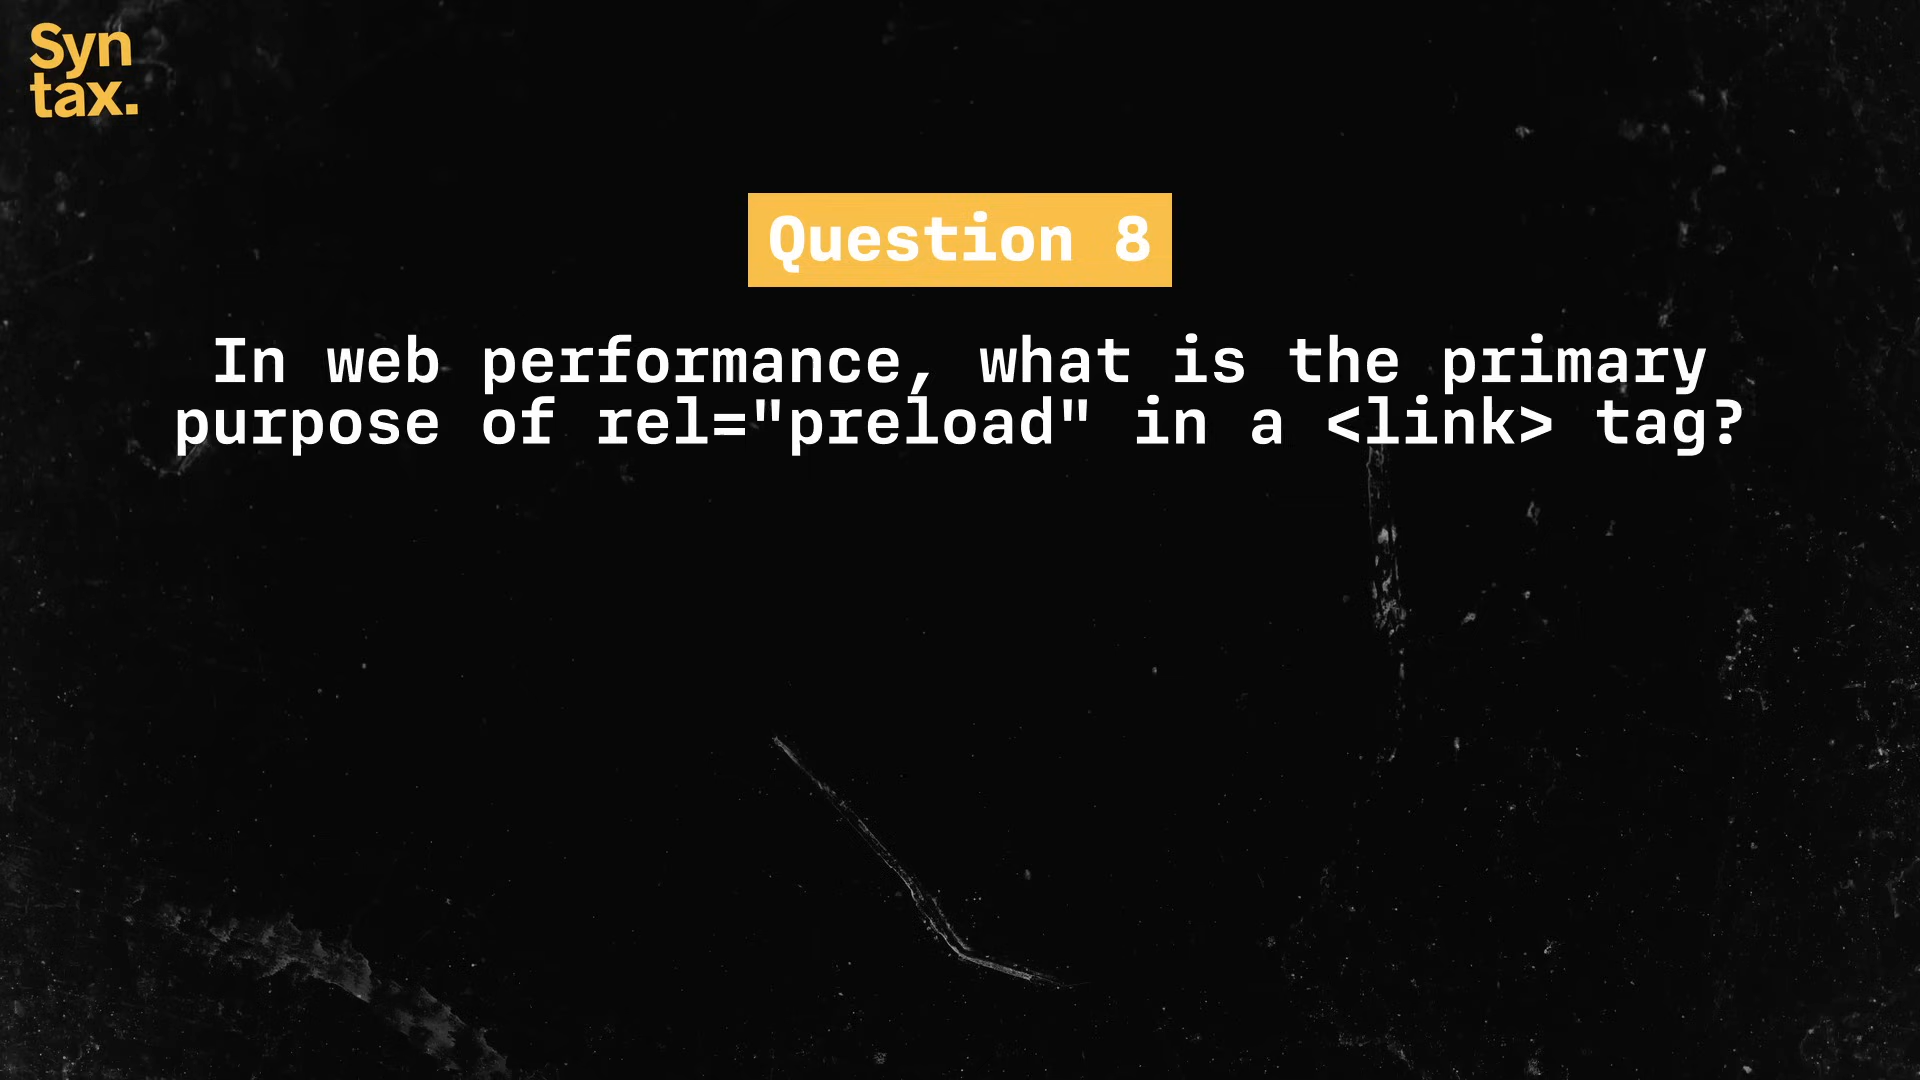 Syn
tax.
Question 8
In web performance, what is the primary
purpose of rel="preload" in a <link> tag?